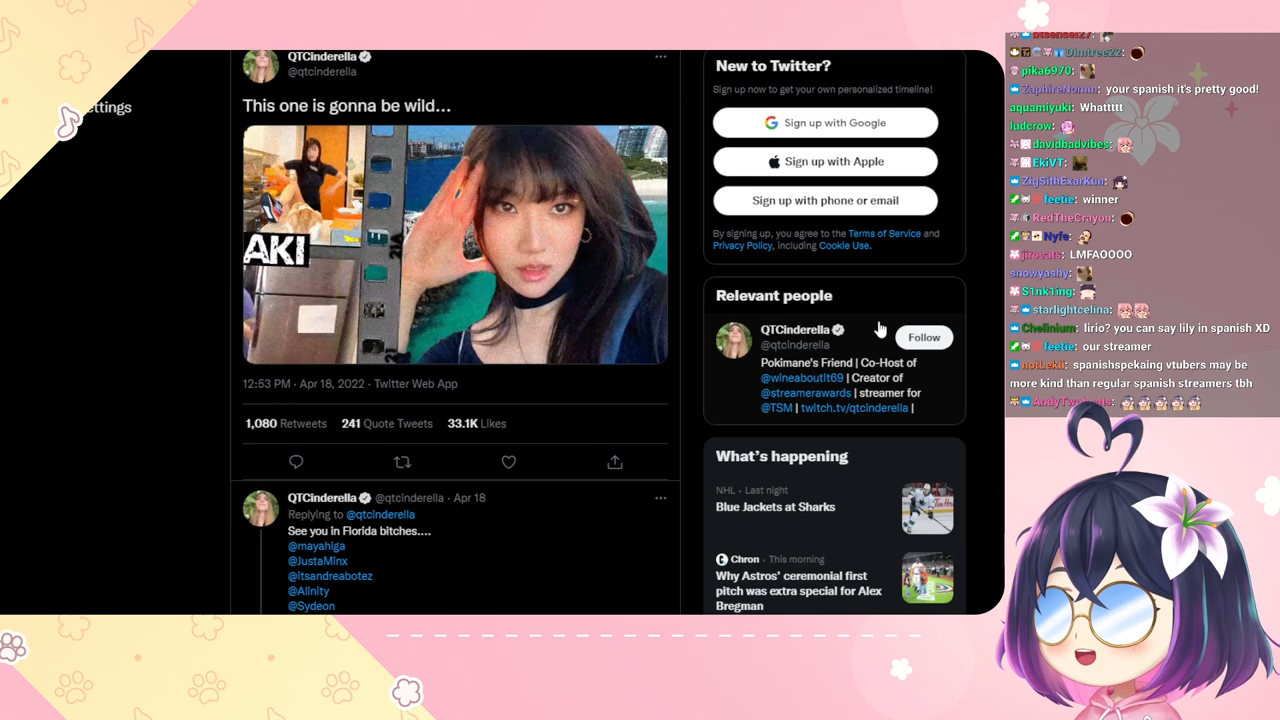 ettings
QTCinderella
@qtcinderella
This one is gonna be wild...
AKI
12:53 PM · Apr 18, 2022 · Twitter Web App
1,080 Retweets 241 Quote Tweets 33.1K Likes
QTCinderella @qtcinderella · Apr 18
Replying to @qtcinderella
See you in Florida bitches....
@mayahiga
@JustaMinx
@itsandreabotez
@Alinity
@Sydeon
New to Twitter?
Sign up now to get your own personalized timeline!
Sign up with Google
Sign up with Apple
Sign up with phone or email
By signing up, you agree to the Terms of Service and
Privacy Policy, including Cookie Use.
Relevant people
QTCinderella
@qtcinderella
Follow
Pokimane's Friend | Co-Host of
@wineaboutit69 | Creator of
@streamerawards | streamer for
@TSM | twitch.tv/qtcinderella |
What's happening
NHL · Last night
Blue Jackets at Sharks
Chron · This morning
Why Astros' ceremonial first
pitch was extra special for Alex
Bregman
Dimtree22:
pika6970:
ZaphireNomm: your spanish it's pretty good!
aquamiyuki: Whattttt
ludcrow:
davidbadvibes:
EkiVT:
ZigSithExarKun:
feetie: winner
RedTheCrayon:
Nyfe:
jirocats: LMFAOOOO
snowyashy:
S1nk1ing:
starlightcelina:
Chelinium: lirio? you can say lily in spanish XD
feetie: our streamer
notLekii: spanishspekaing vtubers may be
more kind than regular spanish streamers tbh